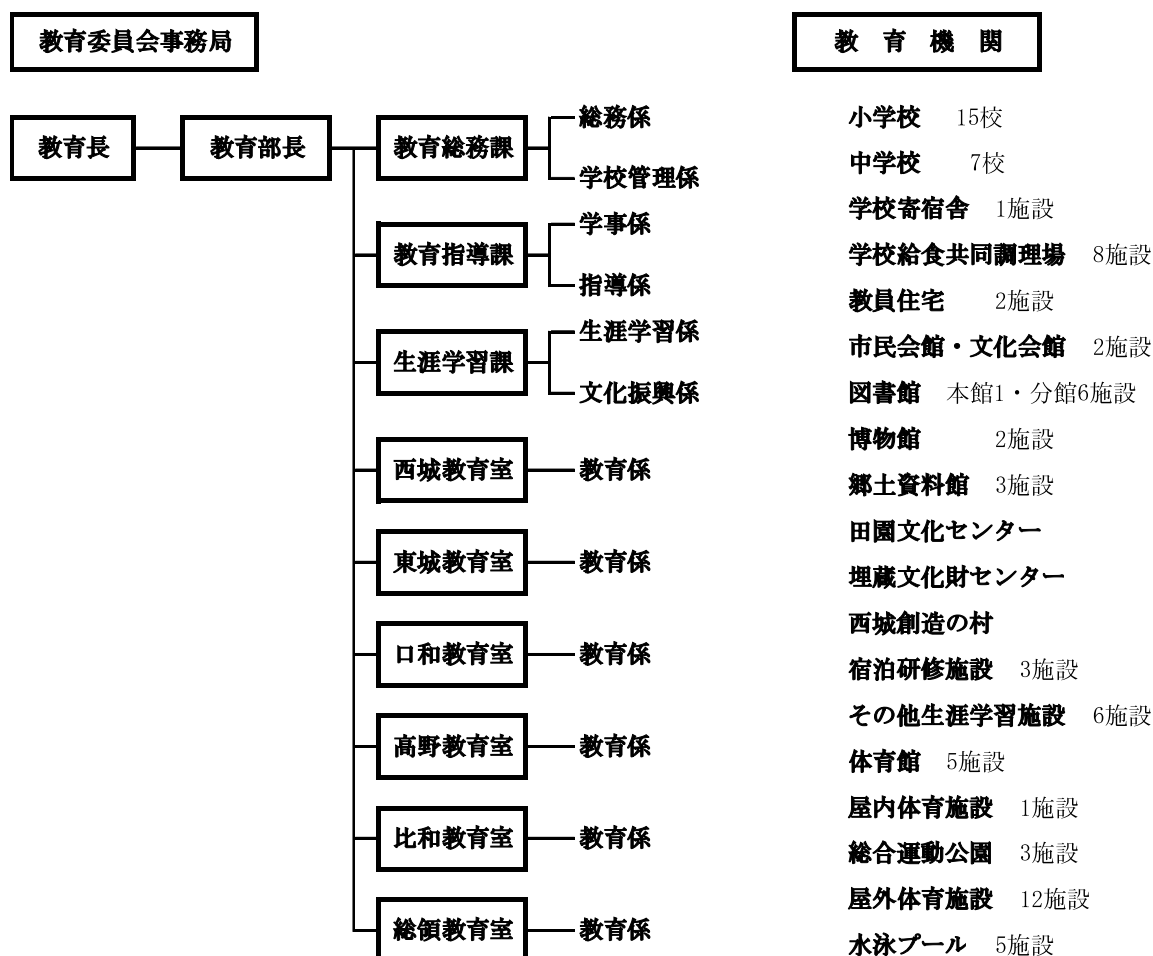 教育委員会事務局
教育長
教育部長
教育総務課
総務係
学校管理係
教育指導課
学事係
指導係
生涯学習課
生涯学習係
文化振興係
西城教育室
教育係
東城教育室
教育係
口和教育室
教育係
高野教育室
教育係
比和教育室
教育係
総領教育室
教育係
教 育 機 関
小学校 15校
中学校 7校
学校寄宿舎 1施設
学校給食共同調理場 8施設
教員住宅 2施設
市民会館・文化会館 2施設
図書館 本館1・分館6施設
博物館 2施設
郷土資料館 3施設
田園文化センター
埋蔵文化財センター
西城創造の村
宿泊研修施設 3施設
その他生涯学習施設 6施設
体育館 5施設
屋内体育施設 1施設
総合運動公園 3施設
屋外体育施設 12施設
水泳プール 5施設